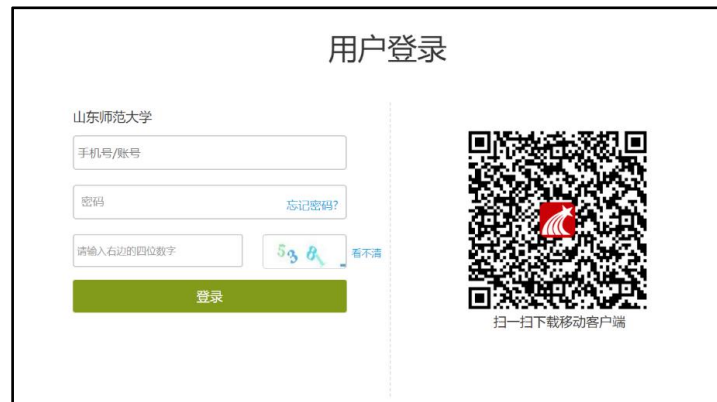 用户登录
山东师范大学
手机号/账号
密码
忘记密码?
请输入右边的四位数字
看不清
登录
扫一扫下载移动客户端